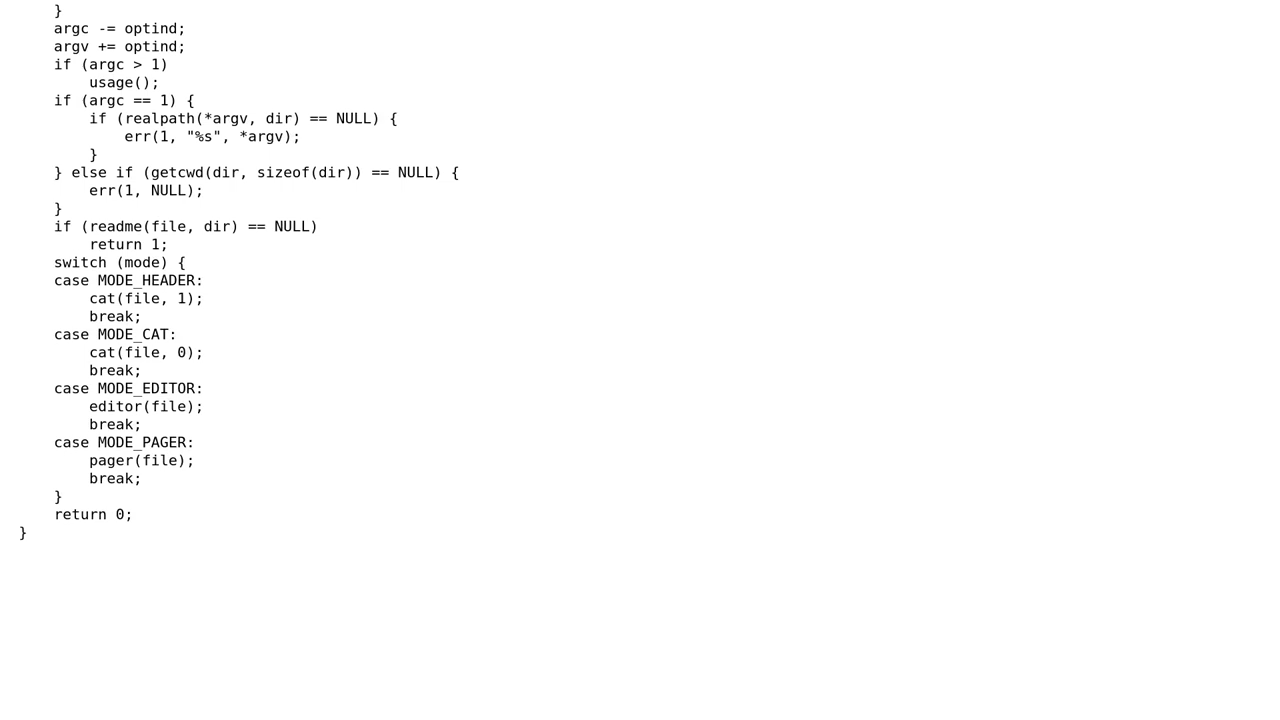 }
    argc -= optind;
    argv += optind;
    if (argc > 1)
        usage();
    if (argc == 1) {
        if (realpath(*argv, dir) == NULL) {
            err(1, "%s", *argv);
        }
    } else if (getcwd(dir, sizeof(dir)) == NULL) {
        err(1, NULL);
    }
    if (readme(file, dir) == NULL)
        return 1;
    switch (mode) {
    case MODE_HEADER:
        cat(file, 1);
        break;
    case MODE_CAT:
        cat(file, 0);
        break;
    case MODE_EDITOR:
        editor(file);
        break;
    case MODE_PAGER:
        pager(file);
        break;
    }
    return 0;
}